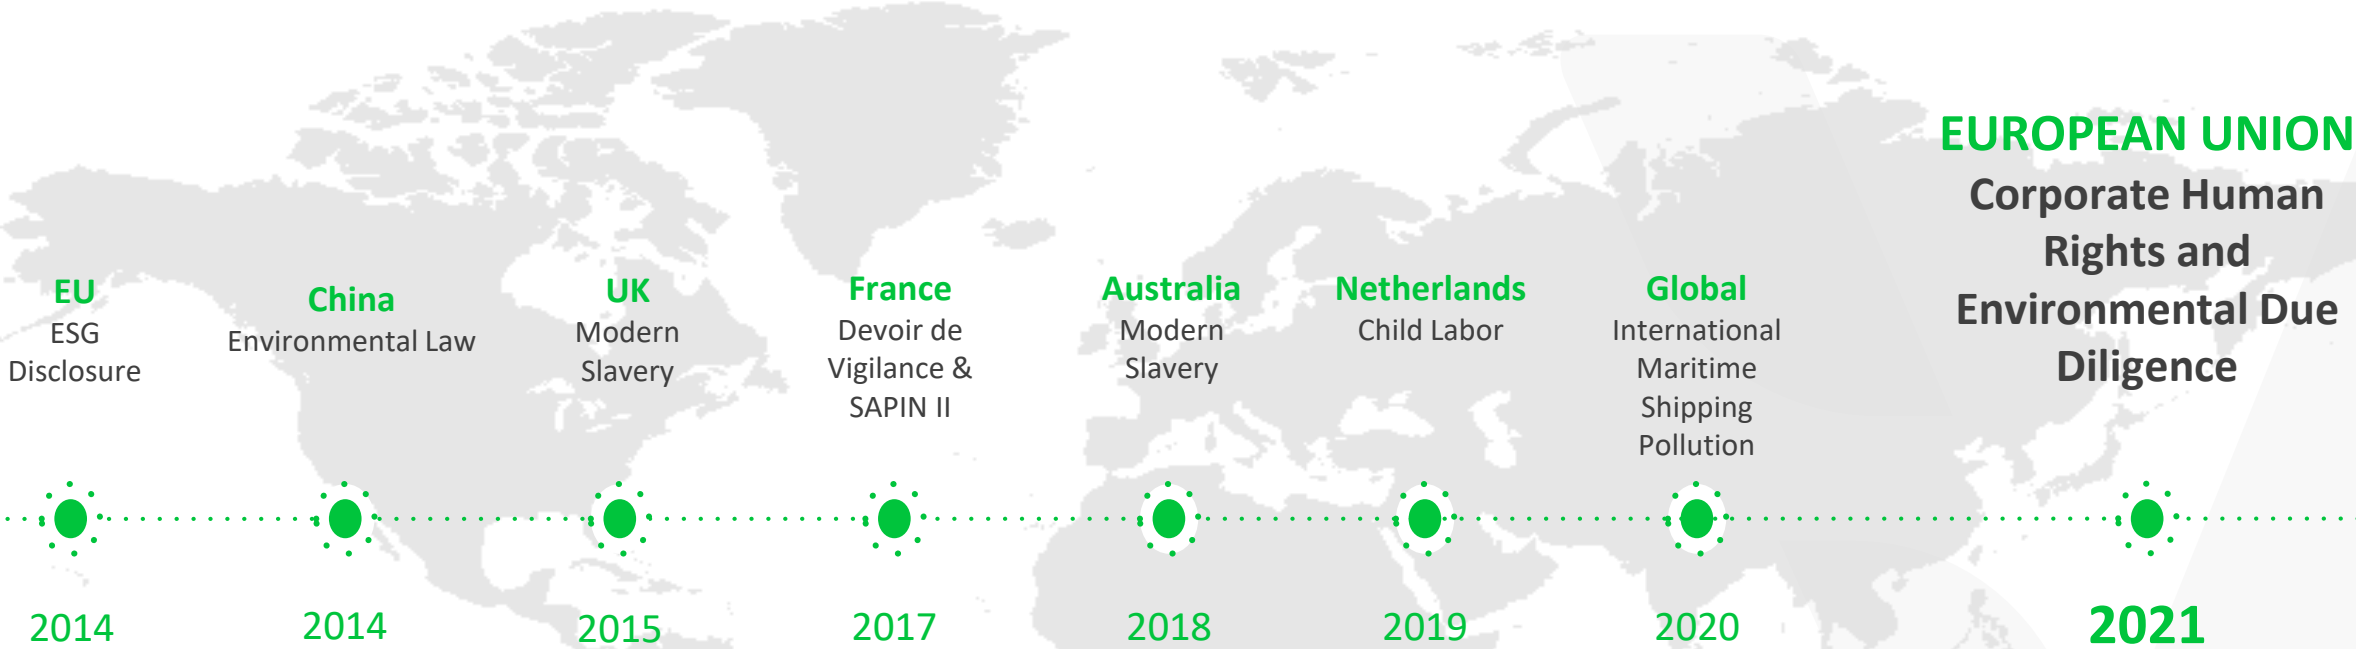 EU
ESG
Disclosure
2014
China
Environmental Law
2014
UK
Modern
Slavery
2015
France
Devoir de
Vigilance &
SAPIN II
2017
Australia
Modern
Slavery
2018
Netherlands
Child Labor
2019
Global
International
Maritime
Shipping
Pollution
2020
EUROPEAN UNION
Corporate Human
Rights and
Environmental Due
Diligence
2021